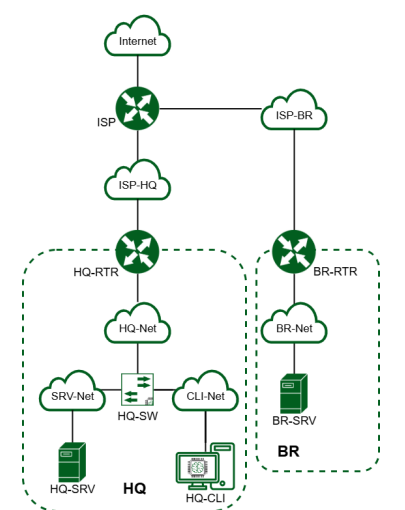 Internet
ISP
ISP-BR
ISP-HQ
HQ-RTR
BR-RTR
HQ-Net
BR-Net
SRV-Net
CLI-Net
HQ-SW
BR-SRV
BR
HQ-SRV
HQ
HQ-CLI